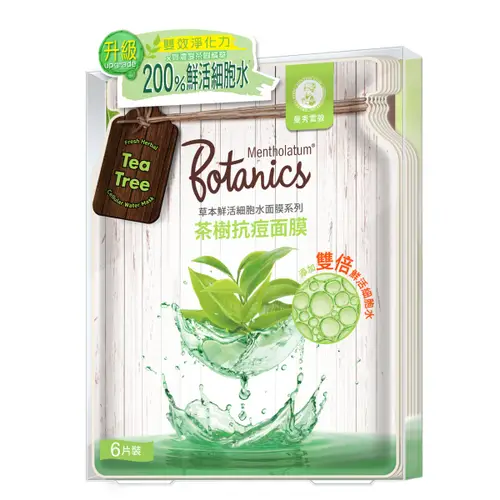 升級
upgrade
雙效淨化力
200%鮮活細胞水
曼秀雷敦
Fresh Herbal
Tea
Tree
Cellular Water Mask
Mentholatum®
Botanics
草本鮮活細胞水面膜系列
茶樹抗痘面膜
添加
雙倍
鮮活細胞水
6片裝